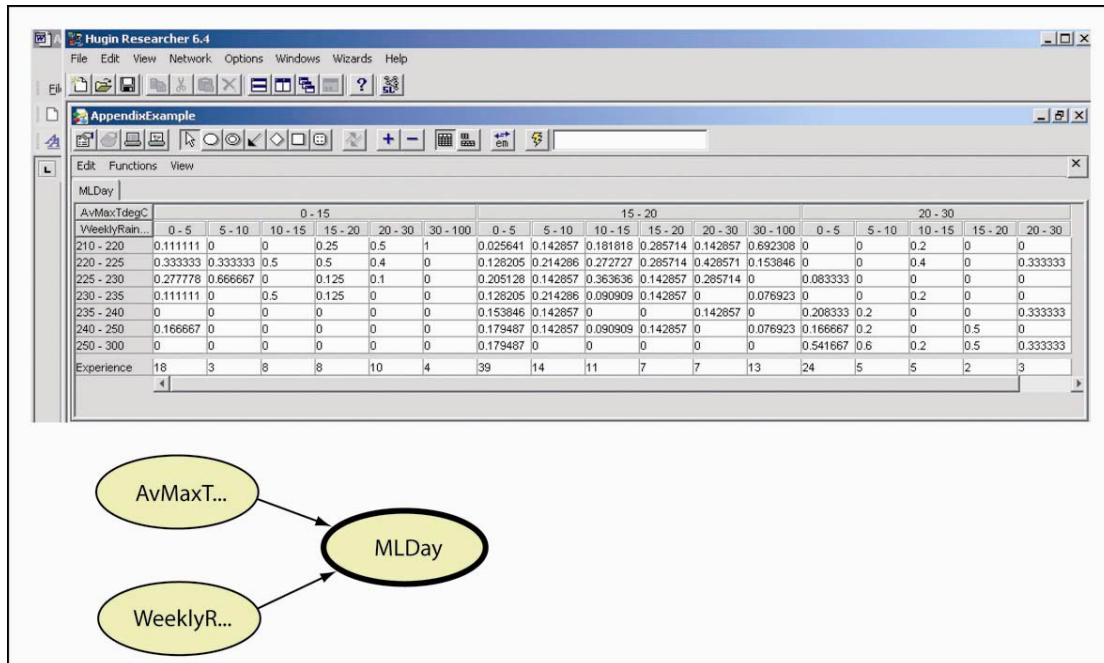 Hugin Researcher 6.4
File Edit View Network Options Windows Wizards Help
AppendixExample
en
Edit Functions View
MLDay
AvMaxTdegC 0 - 15 15 - 20 20 - 30
WeeklyRain... 0 - 5 5 - 10 10 - 15 15 - 20 20 - 30 30 - 100 0 - 5 5 - 10 10 - 15 15 - 20 20 - 30 30 - 100 0 - 5 5 - 10 10 - 15 15 - 20 20 - 30
210 - 220 0.111111 0 0 0.25 0.5 1 0.025641 0.142857 0.181818 0.285714 0.142857 0.692308 0 0 0.2 0 0
220 - 225 0.333333 0.333333 0.5 0.5 0.4 0 0.128205 0.214286 0.272727 0.285714 0.428571 0.153846 0 0 0.4 0 0.333333
225 - 230 0.277778 0.666667 0 0.125 0.1 0 0.205128 0.142857 0.363636 0.142857 0.285714 0 0.083333 0 0 0 0
230 - 235 0.111111 0 0.5 0.125 0 0 0.128205 0.214286 0.090909 0.142857 0 0.076923 0 0 0.2 0 0
235 - 240 0 0 0 0 0 0 0.153846 0.142857 0 0 0.142857 0 0.208333 0.2 0 0 0.333333
240 - 250 0.166667 0 0 0 0 0 0.179487 0.142857 0.090909 0.142857 0 0.076923 0.166667 0.2 0 0.5 0
250 - 300 0 0 0 0 0 0 0.179487 0 0 0 0 0 0.541667 0.6 0.2 0.5 0.333333
Experience 18 3 8 8 10 4 39 14 11 7 7 13 24 5 5 2 3
AvMaxT...
MLDay
WeeklyR...